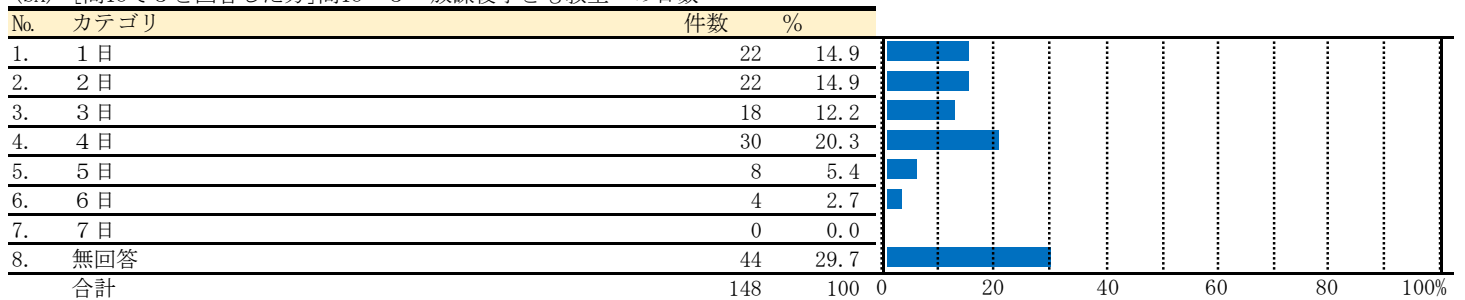 № カテゴリ 件数 %
1. １日 22 14.9
2. ２日 22 14.9
3. ３日 18 12.2
4. ４日 30 20.3
5. ５日 8 5.4
6. ６日 4 2.7
7. ７日 0 0.0
8. 無回答 44 29.7
合計 148 100 0 20 40 60 80 100%